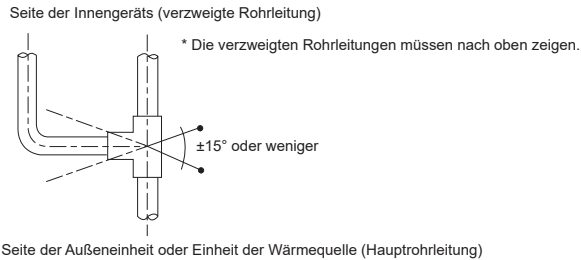 Seite der Innengeräts (verzweigte Rohrleitung)
* Die verzweigten Rohrleitungen müssen nach oben zeigen.
±15° oder weniger
Seite der Außeneinheit oder Einheit der Wärmequelle (Hauptrohrleitung)